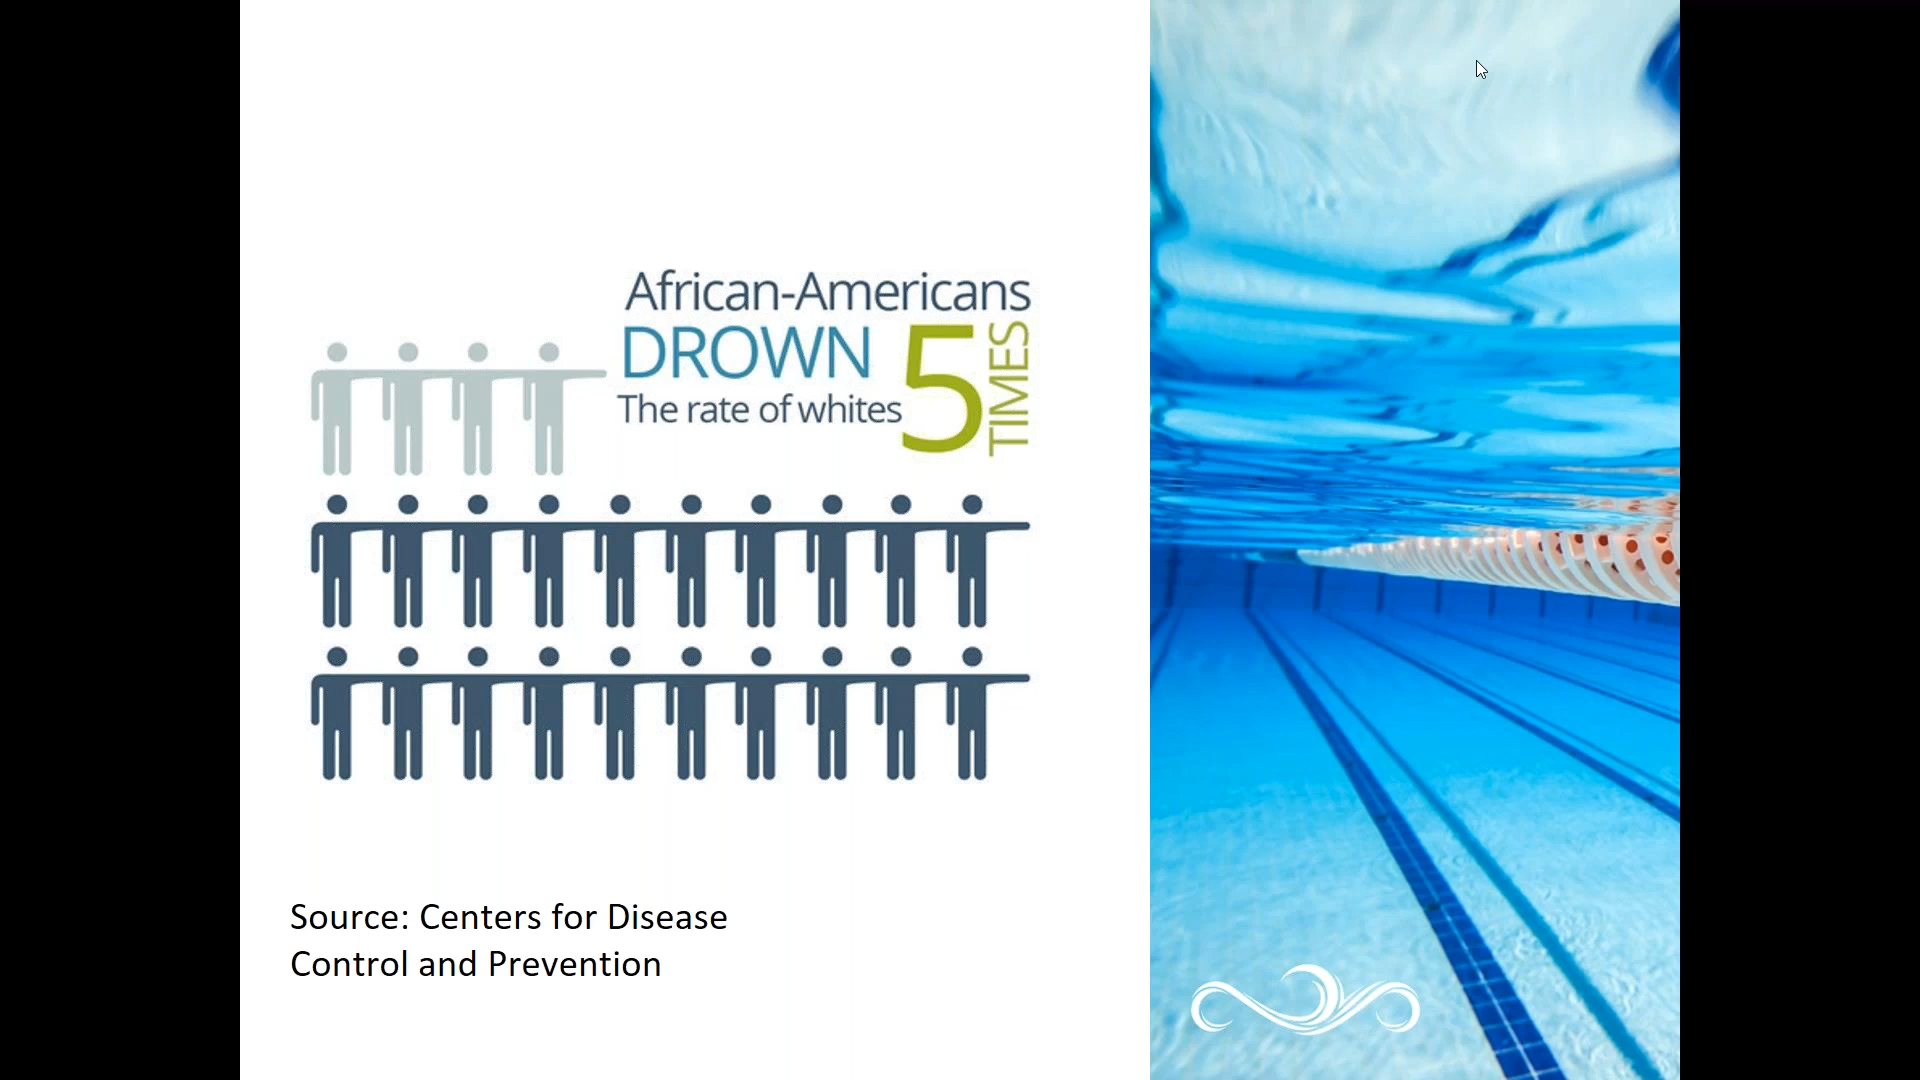 African-Americans
DROWN 5 TIMES
The rate of whites
Source: Centers for Disease
Control and Prevention